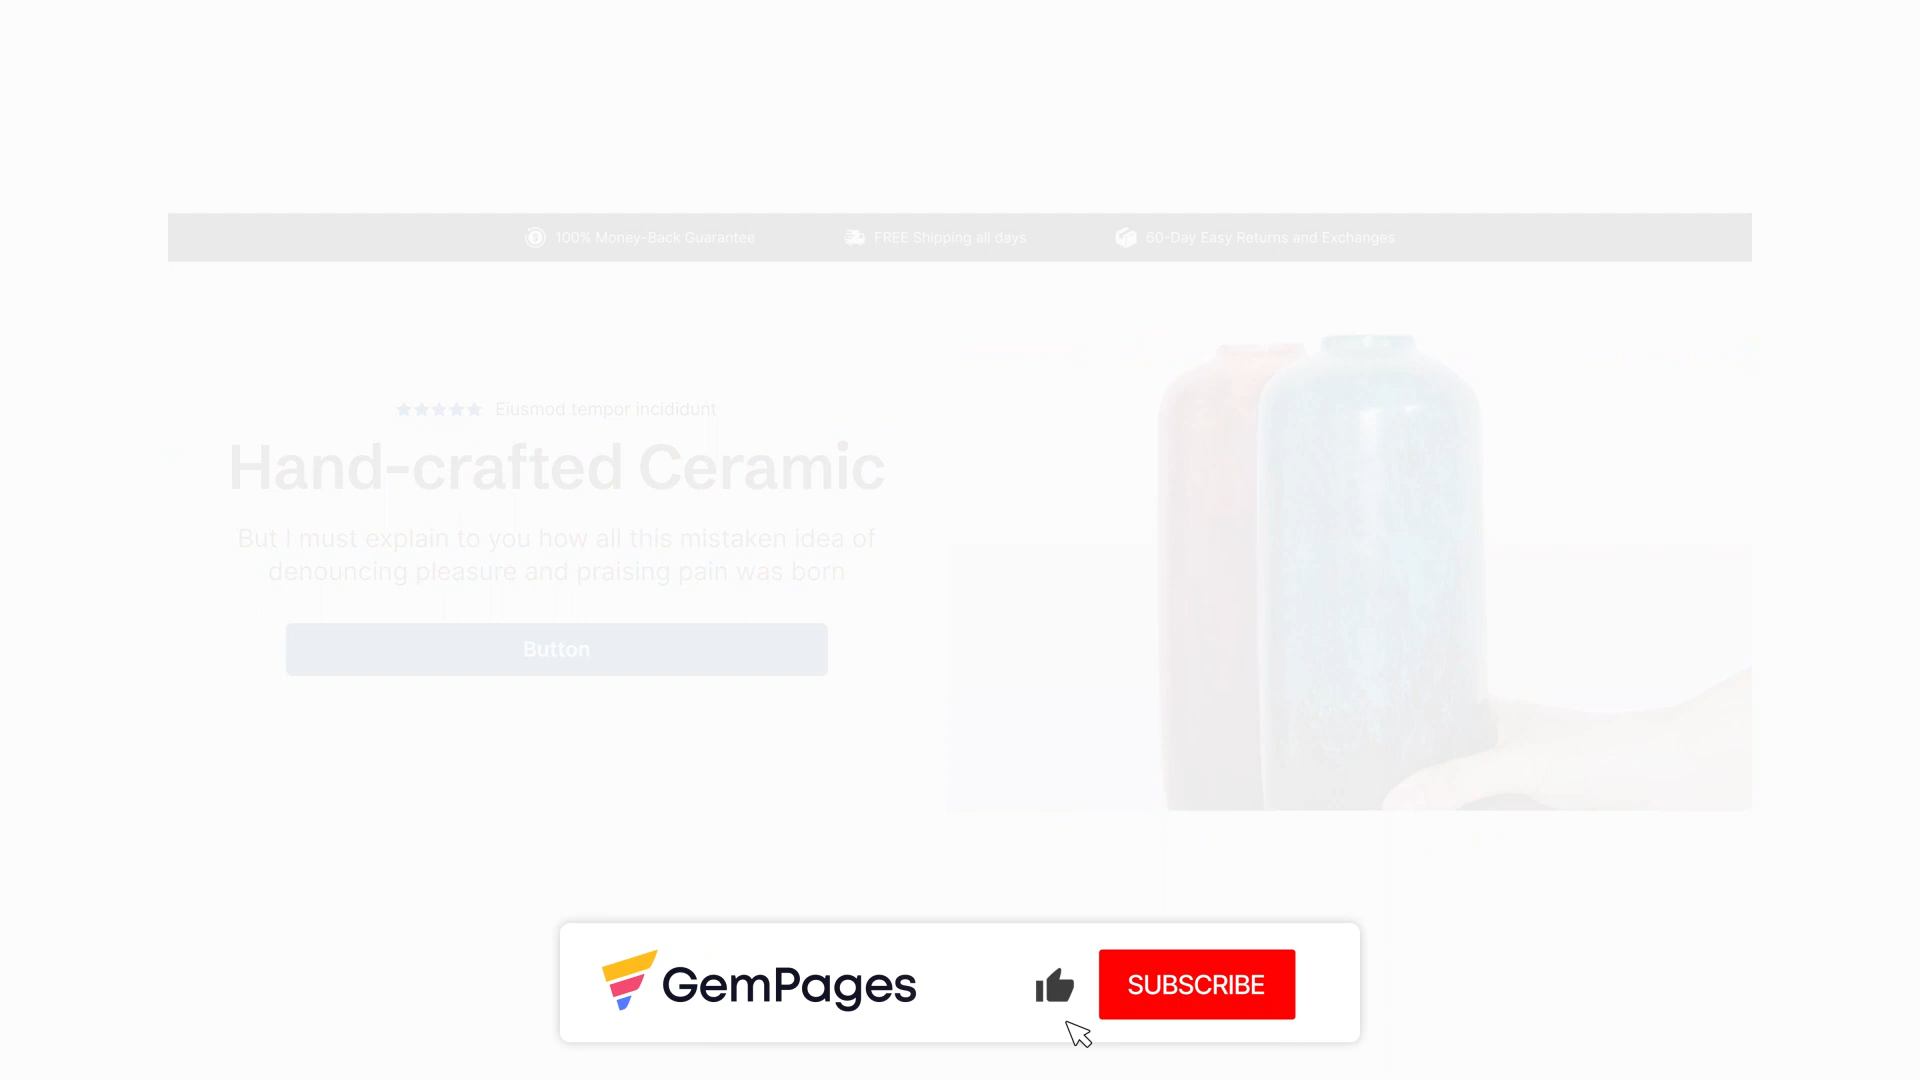 100% Money-Back Guarantee
FREE Shipping all days
60-Day Easy Returns and Exchanges
Eiusmod tempor incididunt
Hand-crafted Ceramic
But I must explain to you how all this mistaken idea of
denouncing pleasure and praising pain was born
Button
GemPages
SUBSCRIBE